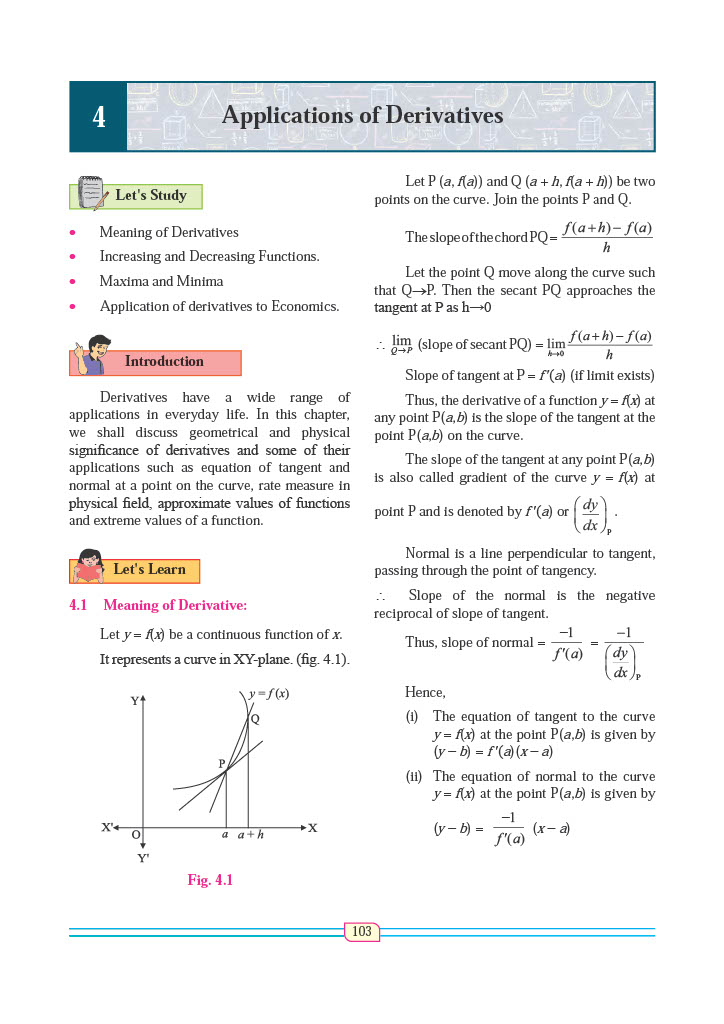 4
Applications of Derivatives
Let's Study
• Meaning of Derivatives
• Increasing and Decreasing Functions.
• Maxima and Minima
• Application of derivatives to Economics.
Introduction
Derivatives have a wide range of
applications in everyday life. In this chapter,
we shall discuss geometrical and physical
significance of derivatives and some of their
applications such as equation of tangent and
normal at a point on the curve, rate measure in
physical field, approximate values of functions
and extreme values of a function.
Let's Learn
4.1 Meaning of Derivative:
Let y = f(x) be a continuous function of x.
It represents a curve in XY-plane. (fig. 4.1).
Y
y = f (x)
Q
P
X'
O
a
a + h
X
Y'
Fig. 4.1
Let P (a, f(a)) and Q (a + h, f(a + h)) be two
points on the curve. Join the points P and Q.
The slope of the chord PQ = \frac{f(a+h) − f(a)}{h}
Let the point Q move along the curve such
that Q→P. Then the secant PQ approaches the
tangent at P as h→0
∴ \lim_{Q→P} (slope of secant PQ) = \lim_{h→0} \frac{f(a+h) − f(a)}{h}
Slope of tangent at P = f'(a) (if limit exists)
Thus, the derivative of a function y = f(x) at
any point P(a,b) is the slope of the tangent at the
point P(a,b) on the curve.
The slope of the tangent at any point P(a,b)
is also called gradient of the curve y = f(x) at
point P and is denoted by f'(a) or \left(\frac{dy}{dx}\right)_P .
Normal is a line perpendicular to tangent,
passing through the point of tangency.
∴ Slope of the normal is the negative
reciprocal of slope of tangent.
Thus, slope of normal = \frac{−1}{f'(a)} = \frac{−1}{\left(\frac{dy}{dx}\right)_P}
Hence,
(i) The equation of tangent to the curve
y = f(x) at the point P(a,b) is given by
(y − b) = f'(a)(x − a)
(ii) The equation of normal to the curve
y = f(x) at the point P(a,b) is given by
(y − b) = \frac{−1}{f'(a)} (x − a)
103